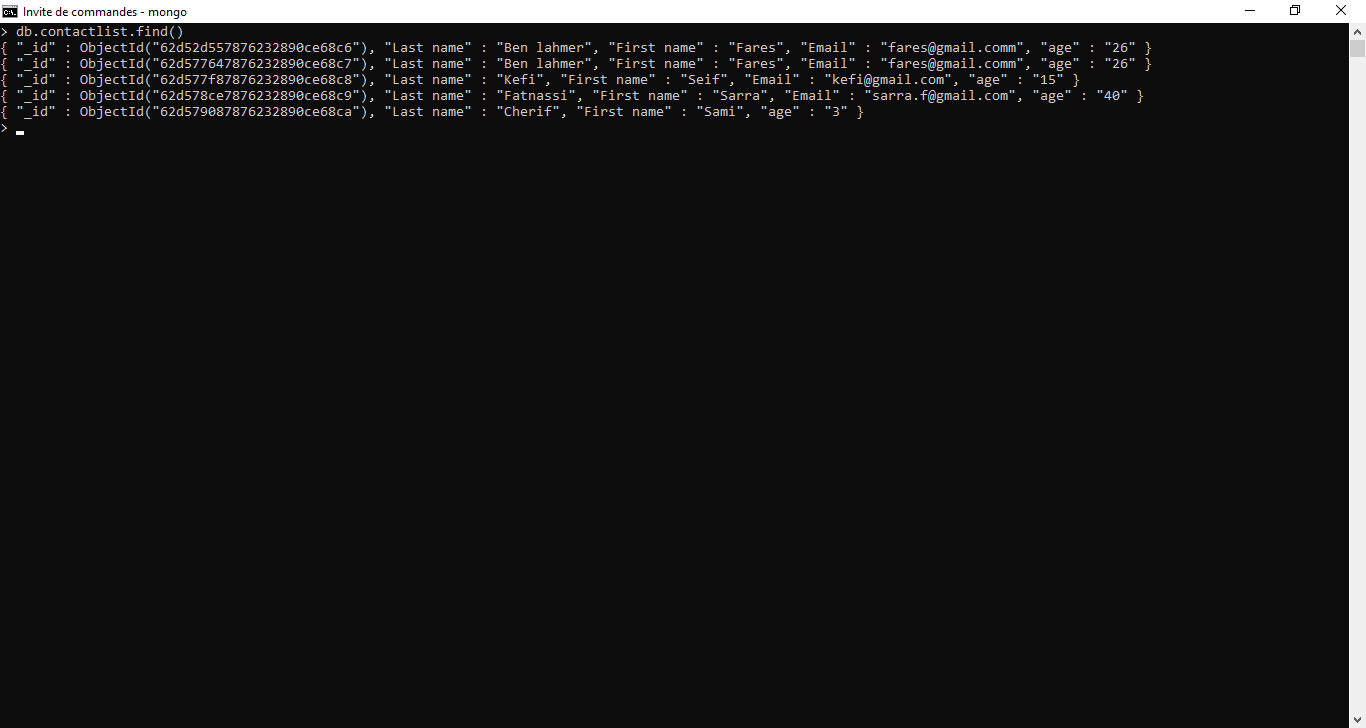 Invite de commandes - mongo
> db.contactlist.find()
{ "_id" : ObjectId("62d52d557876232890ce68c6"), "Last name" : "Ben lahmer", "First name" : "Fares", "Email" : "fares@gmail.comm", "age" : "26" }
{ "_id" : ObjectId("62d577647876232890ce68c7"), "Last name" : "Ben lahmer", "First name" : "Fares", "Email" : "fares@gmail.comm", "age" : "26" }
{ "_id" : ObjectId("62d577f87876232890ce68c8"), "Last name" : "Kefi", "First name" : "Seif", "Email" : "kefi@gmail.com", "age" : "15" }
{ "_id" : ObjectId("62d578ce7876232890ce68c9"), "Last name" : "Fatnassi", "First name" : "Sarra", "Email" : "sarra.f@gmail.com", "age" : "40" }
{ "_id" : ObjectId("62d579087876232890ce68ca"), "Last name" : "Cherif", "First name" : "Sami", "age" : "3" }
>